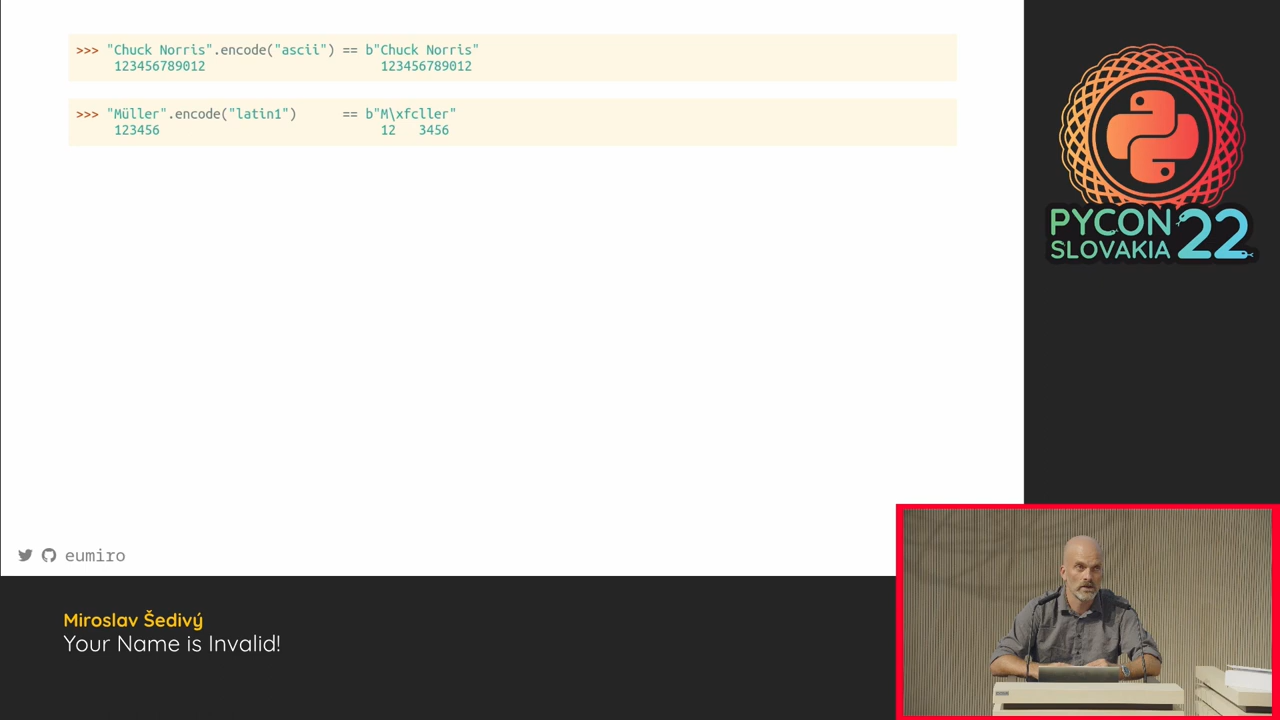 >>> "Chuck Norris".encode("ascii") == b"Chuck Norris"
123456789012 123456789012
>>> "Müller".encode("latin1") == b"M\xfcller"
123456 12 3456
PYCON
SLOVAKIA 22
eumiro
Miroslav Šedivý
Your Name is Invalid!